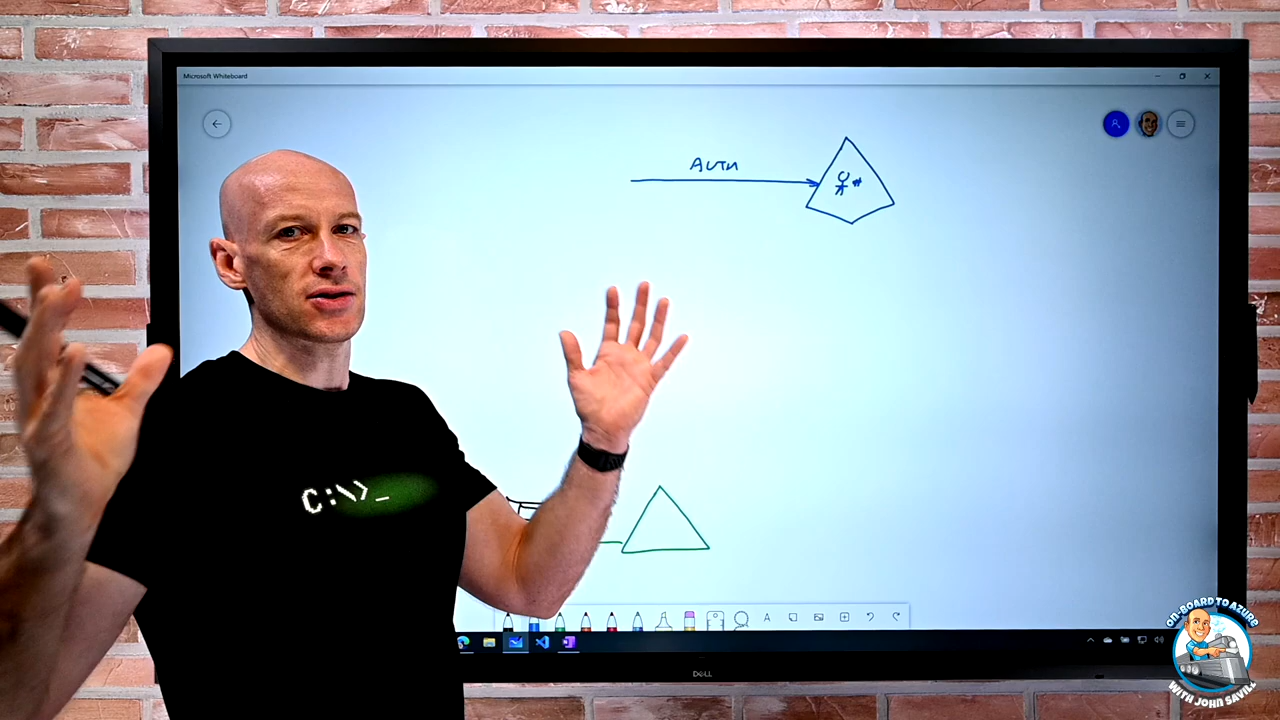 Microsoft Whiteboard
AUTH
#
C:\>_
A
DELL
ON-BOARD TO AZURE
WITH JOHN SAVILL